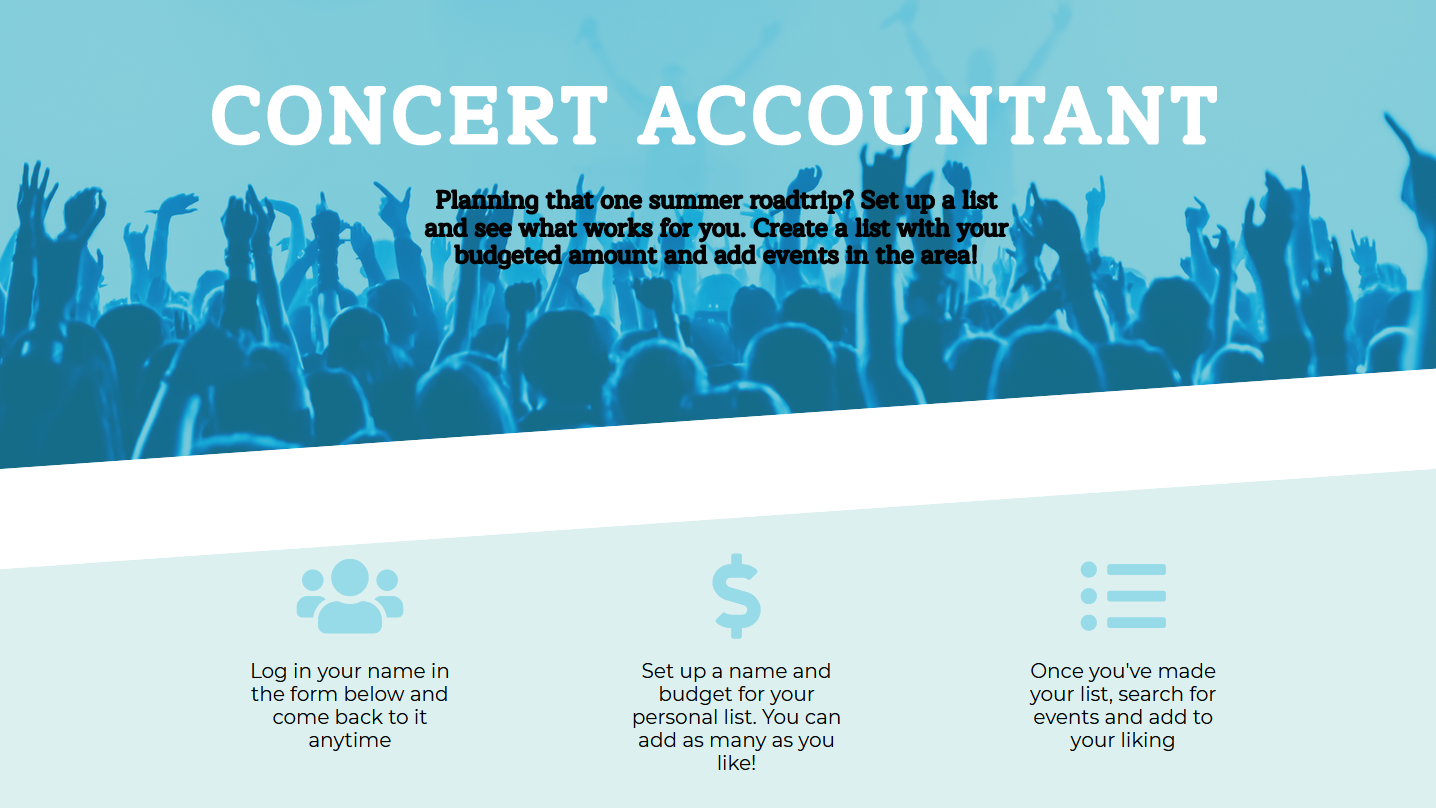 CONCERT ACCOUNTANT
Planning that one summer roadtrip? Set up a list
and see what works for you. Create a list with your
budgeted amount and add events in the area!
Log in your name in
the form below and
come back to it
anytime
Set up a name and
budget for your
personal list. You can
add as many as you
like!
Once you've made
your list, search for
events and add to
your liking